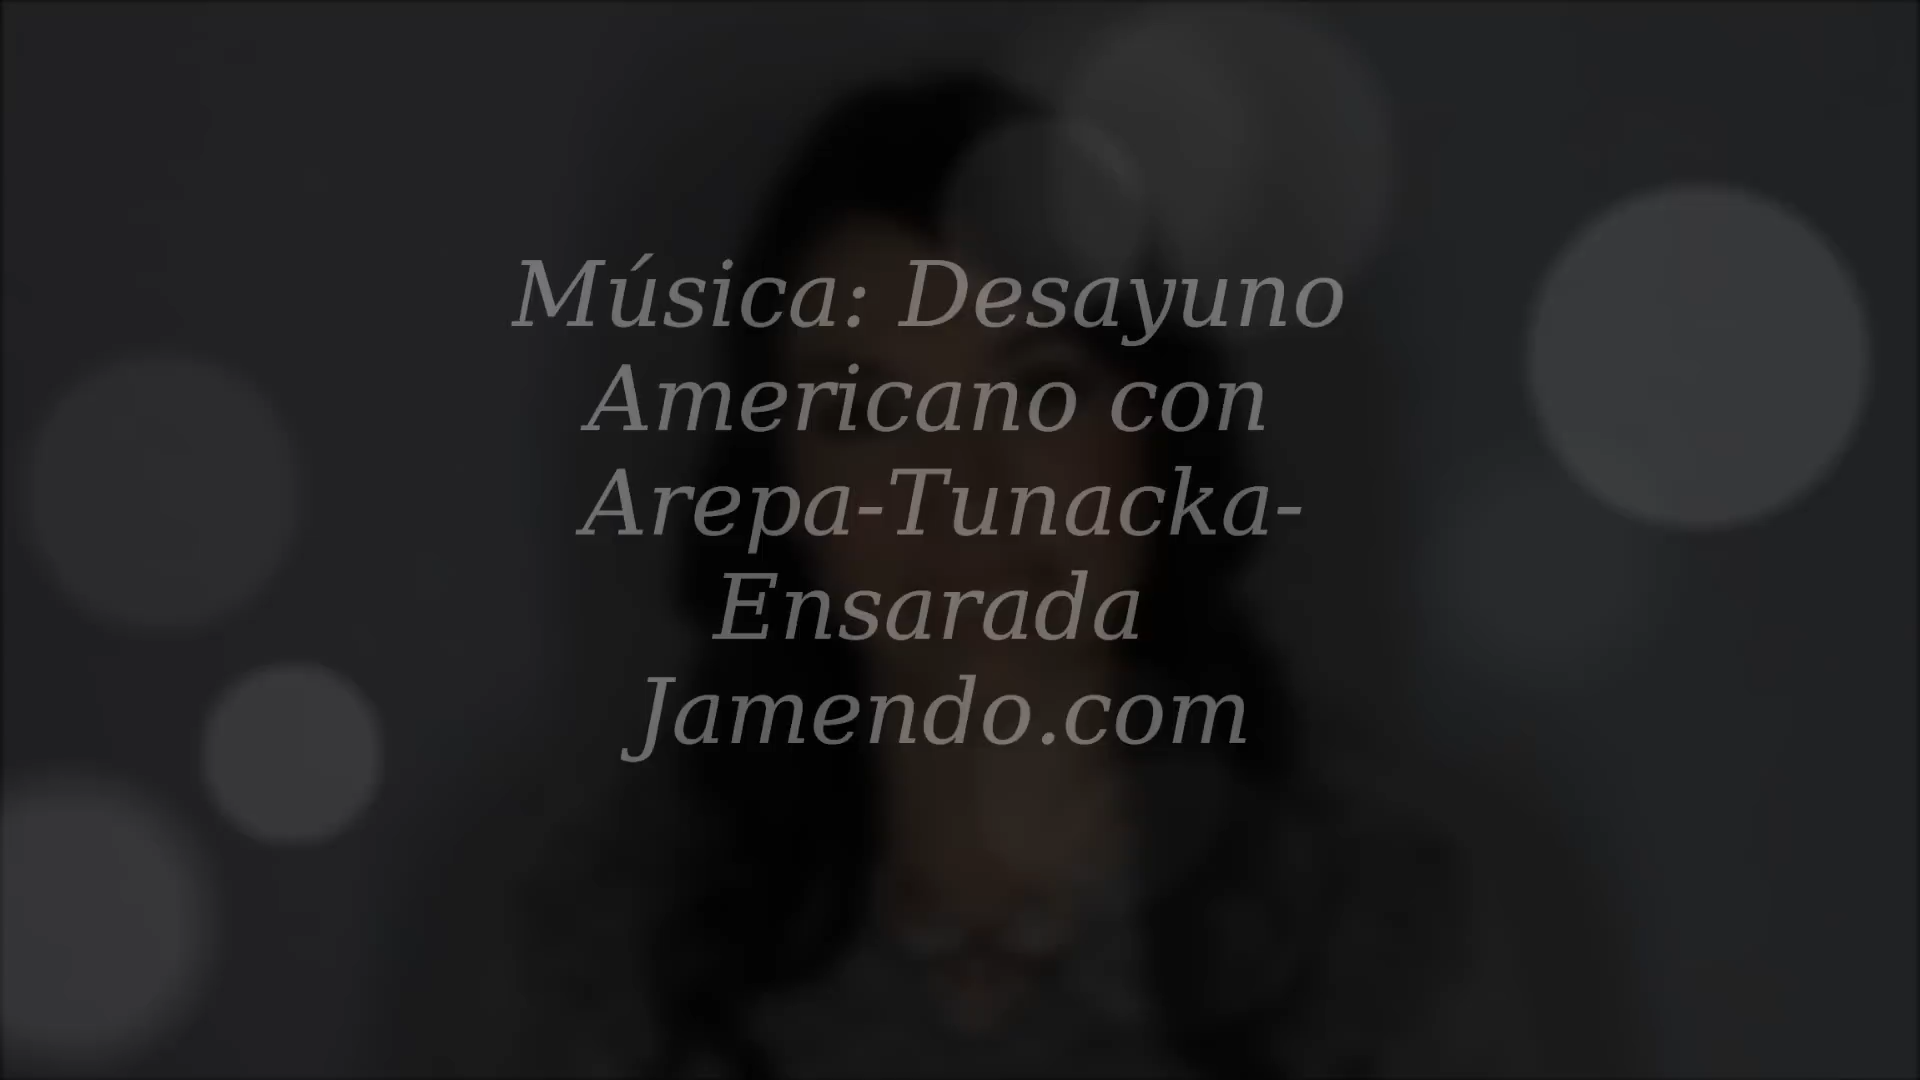 Música: Desayuno
Americano con
Arepa-Tunacka-
Ensarada
Jamendo.com